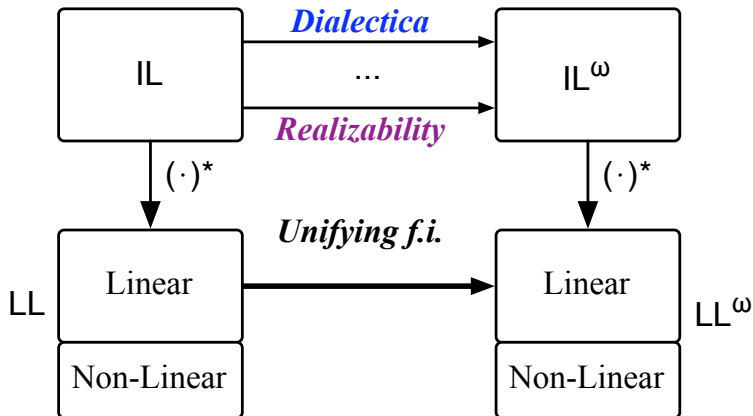 Dialectica
IL
...
IL^ω
Realizability
(·)*
(·)*
Unifying f.i.
Linear
Linear
LL
LL^ω
Non-Linear
Non-Linear